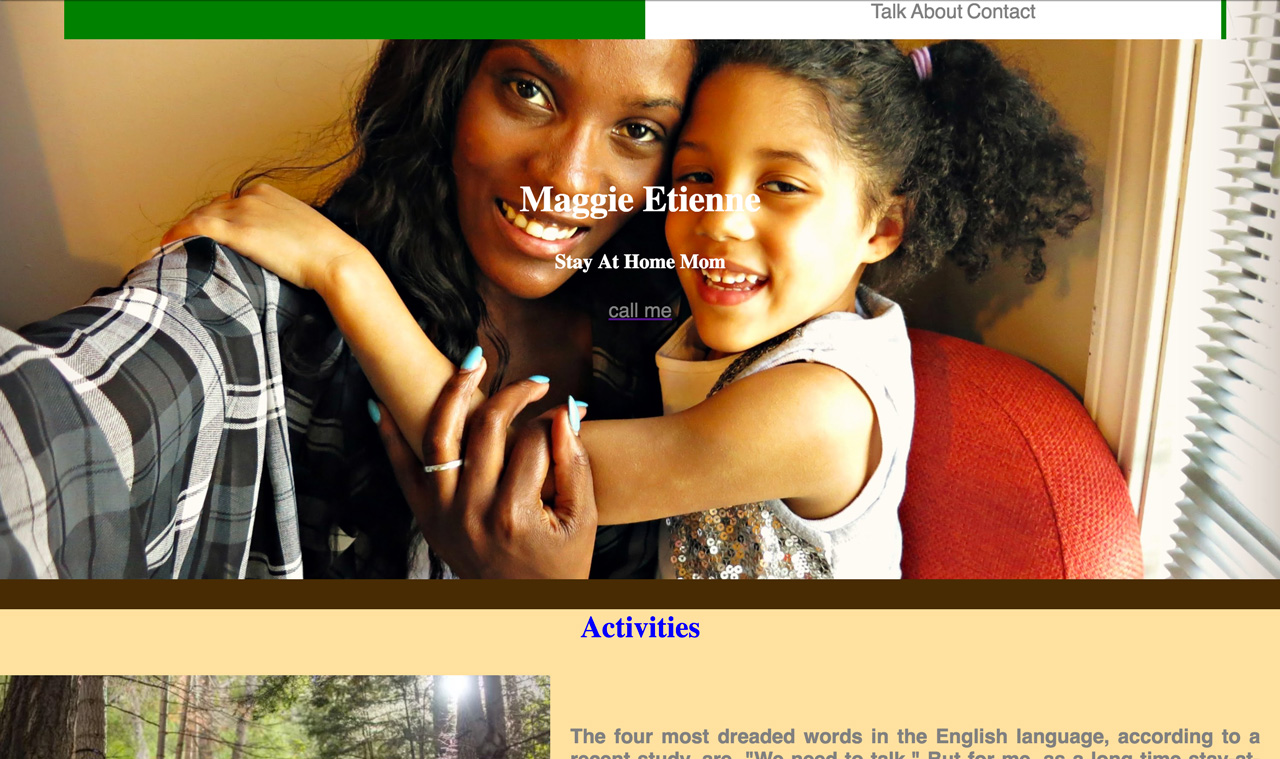 Talk About Contact
Maggie Etienne
Stay At Home Mom
call me
Activities
The four most dreaded words in the English language, according to a
recent study, are, "We need to talk." But for me, as a long-time stay-at-